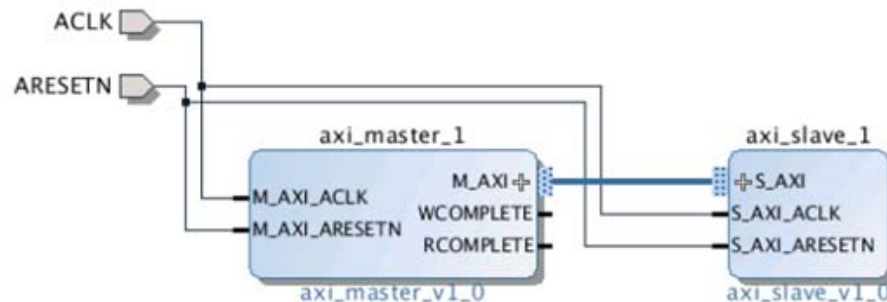 ACLK
ARESETN
axi_master_1
axi_slave_1
M_AXI
S_AXI
M_AXI_ACLK
WCOMPLETE
S_AXI_ACLK
M_AXI_ARESETN
RCOMPLETE
S_AXI_ARESETN
axi_master_v1_0
axi_slave_v1_0